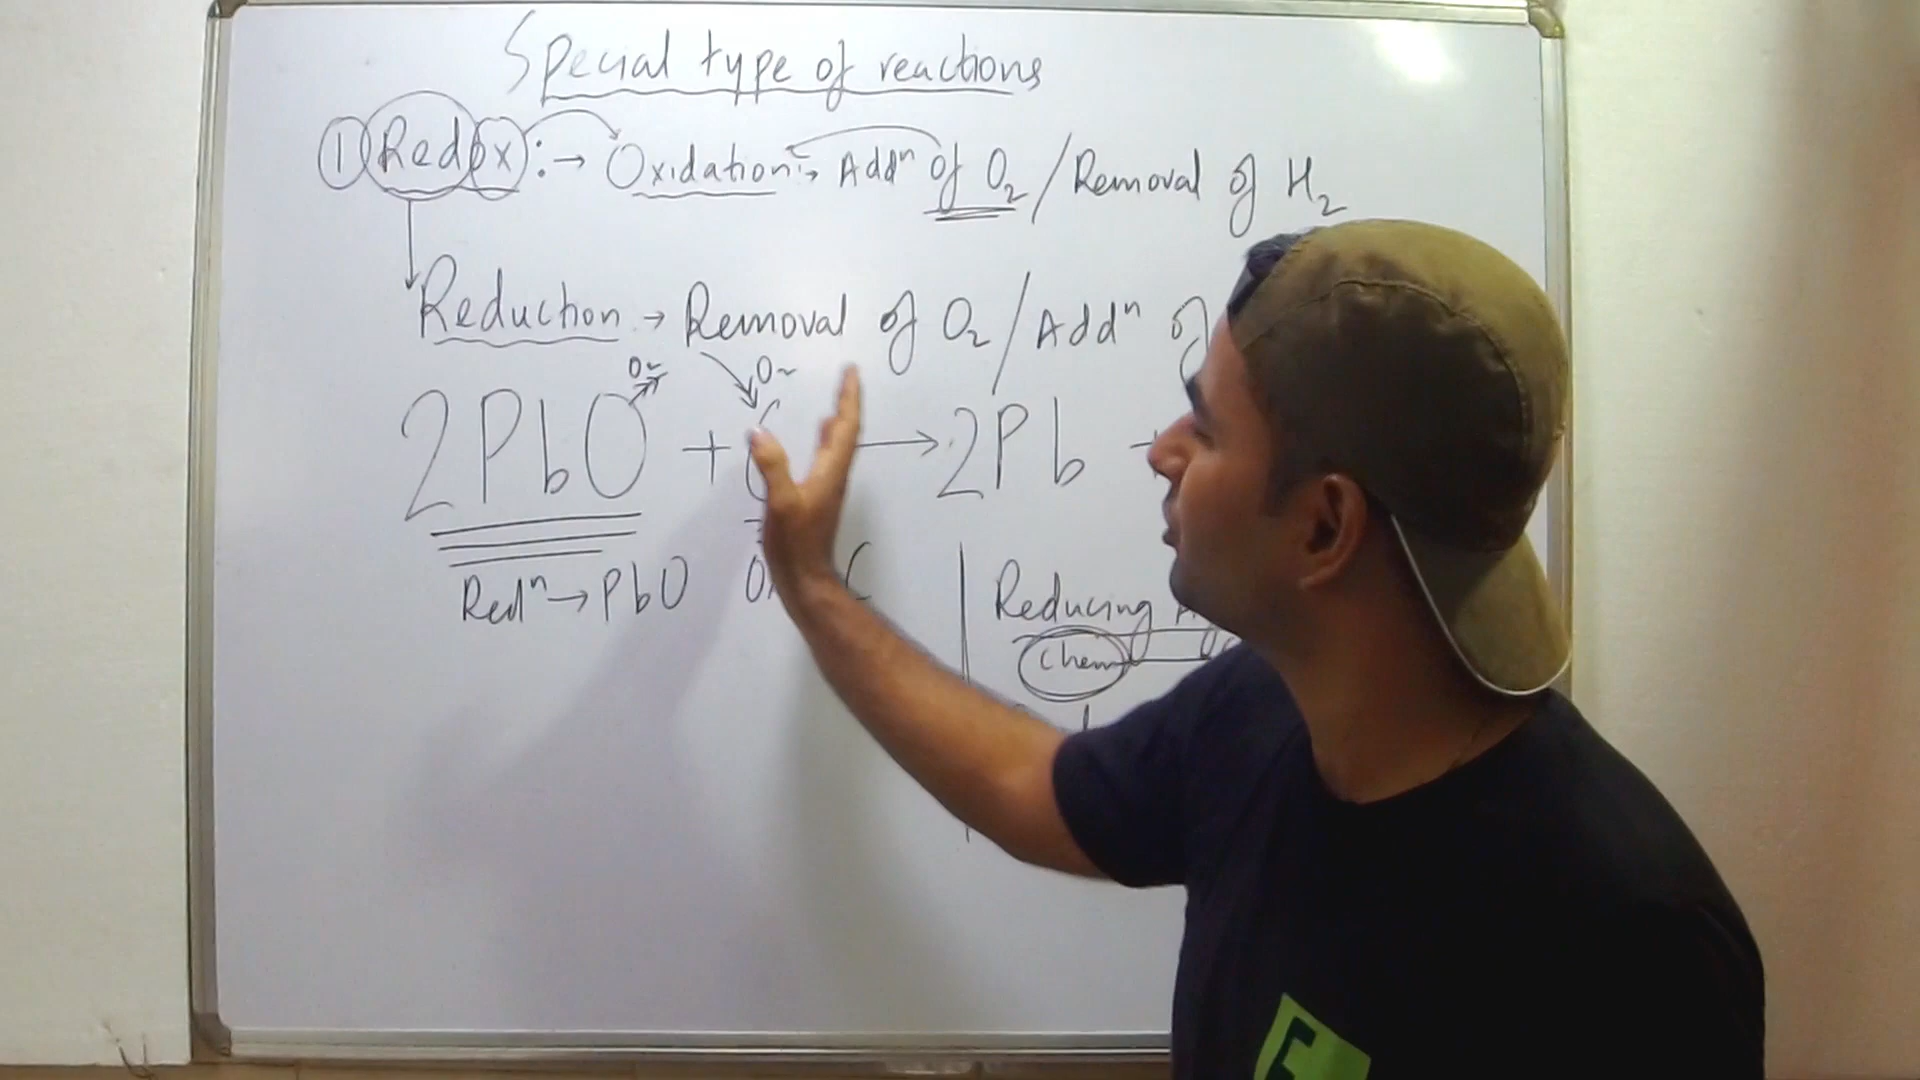 Special type of reactions
① Redox :→ Oxidation :→ Addⁿ of O₂ / Removal of H₂
Reduction → Removal of O₂ / Addⁿ of
O₂ O₂
2PbO + C → 2Pb +
Redⁿ → PbO C
Reducing
Chem